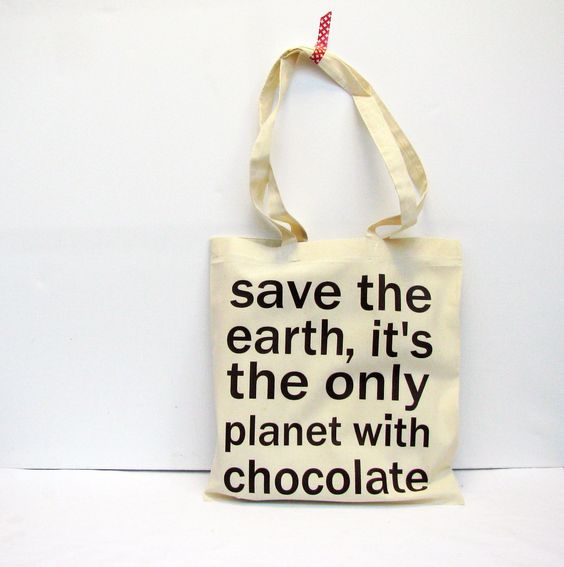 save the
earth, it's
the only
planet with
chocolate